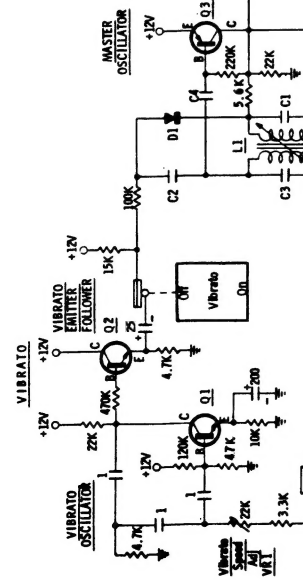 MASTER
OSCILLATOR
+12V
Q3
E
C
B
C4
220K
22K
5.6K
D1
C1
L1
C2
C3
100K
+12V
15K
VIBRATO
VIBRATO
EMITTER
FOLLOWER
Off
Vibrato
On
+12V
Q2
C
B
E
+ 25 -
4.7K
470K
+12V
22K
VIBRATO
OSCILLATOR
1
+12V
120K
Q1
C
B
E
+ 200
-
47K
10K
1
1
4.7K
Vibrato
Speed
Adj
VR1
22K
3.3K